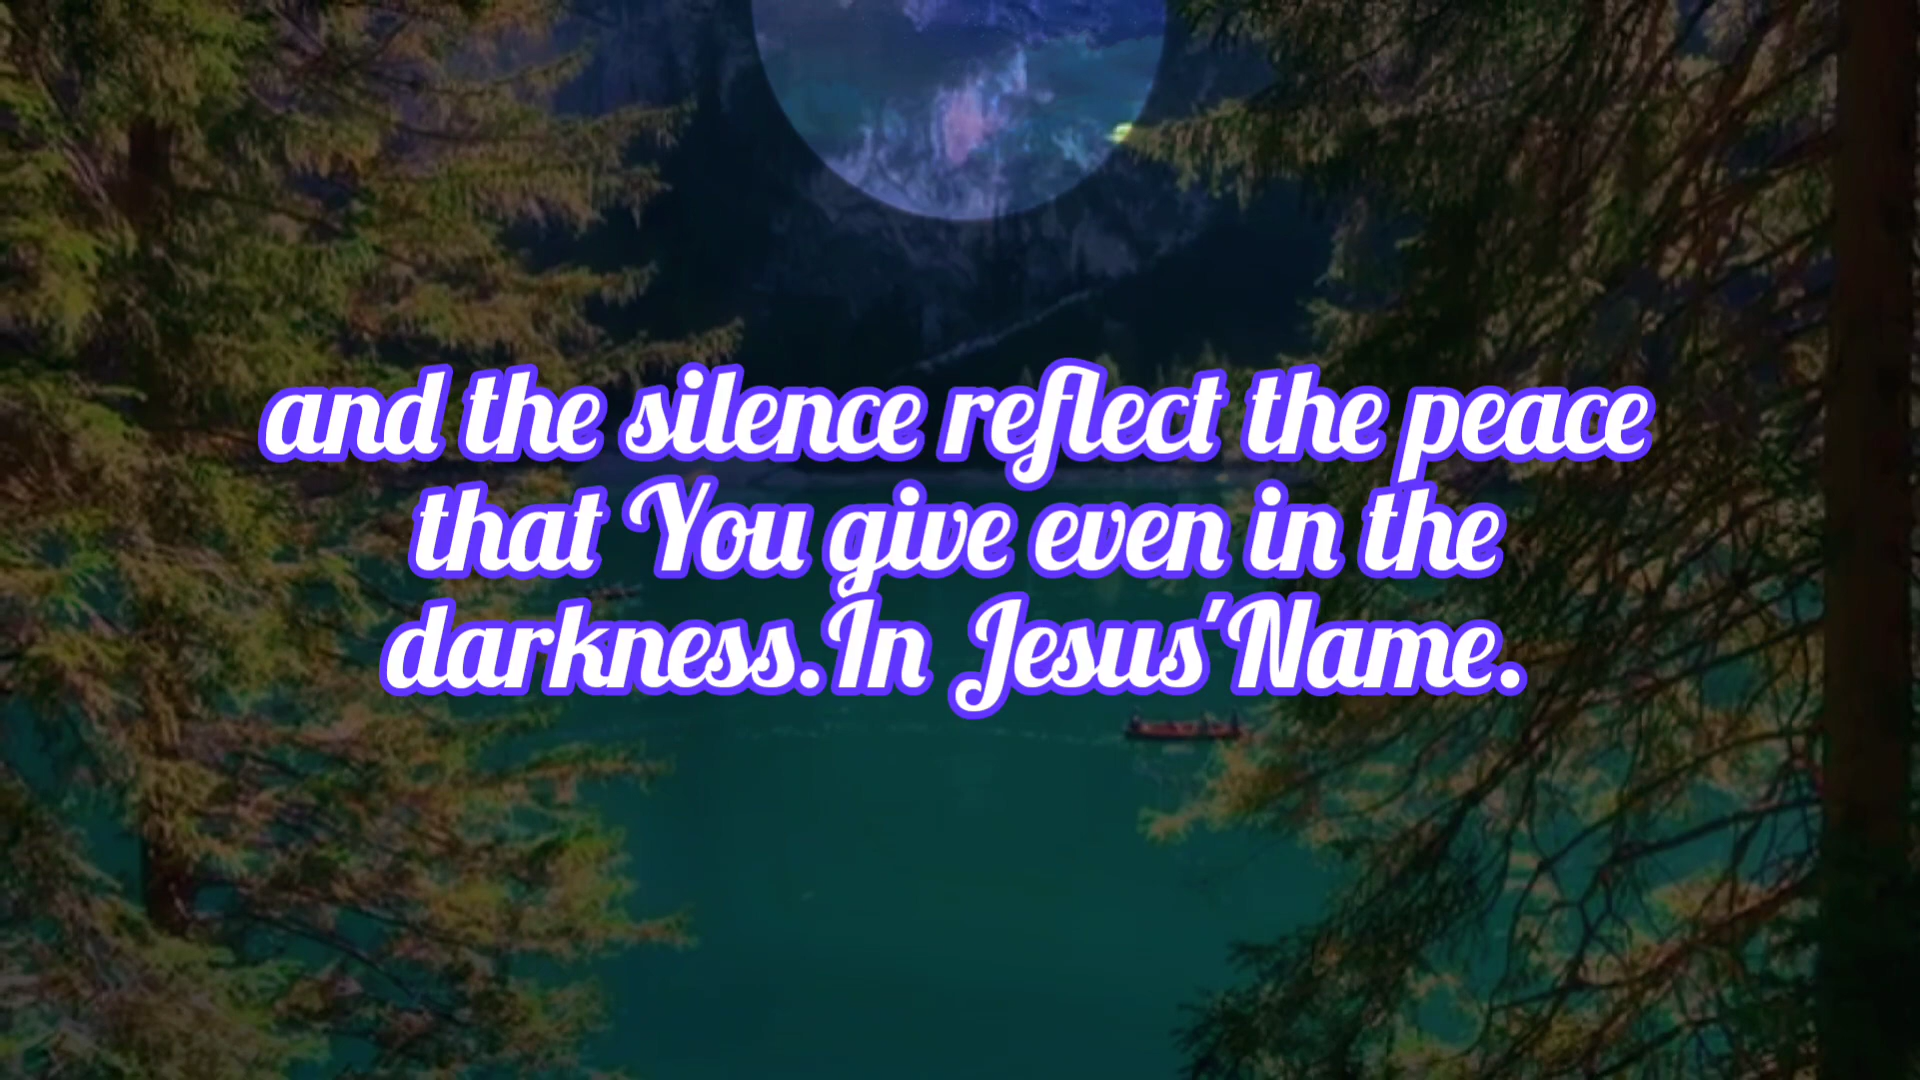 and the silence reflect the peace
that You give even in the
darkness.In Jesus'Name.